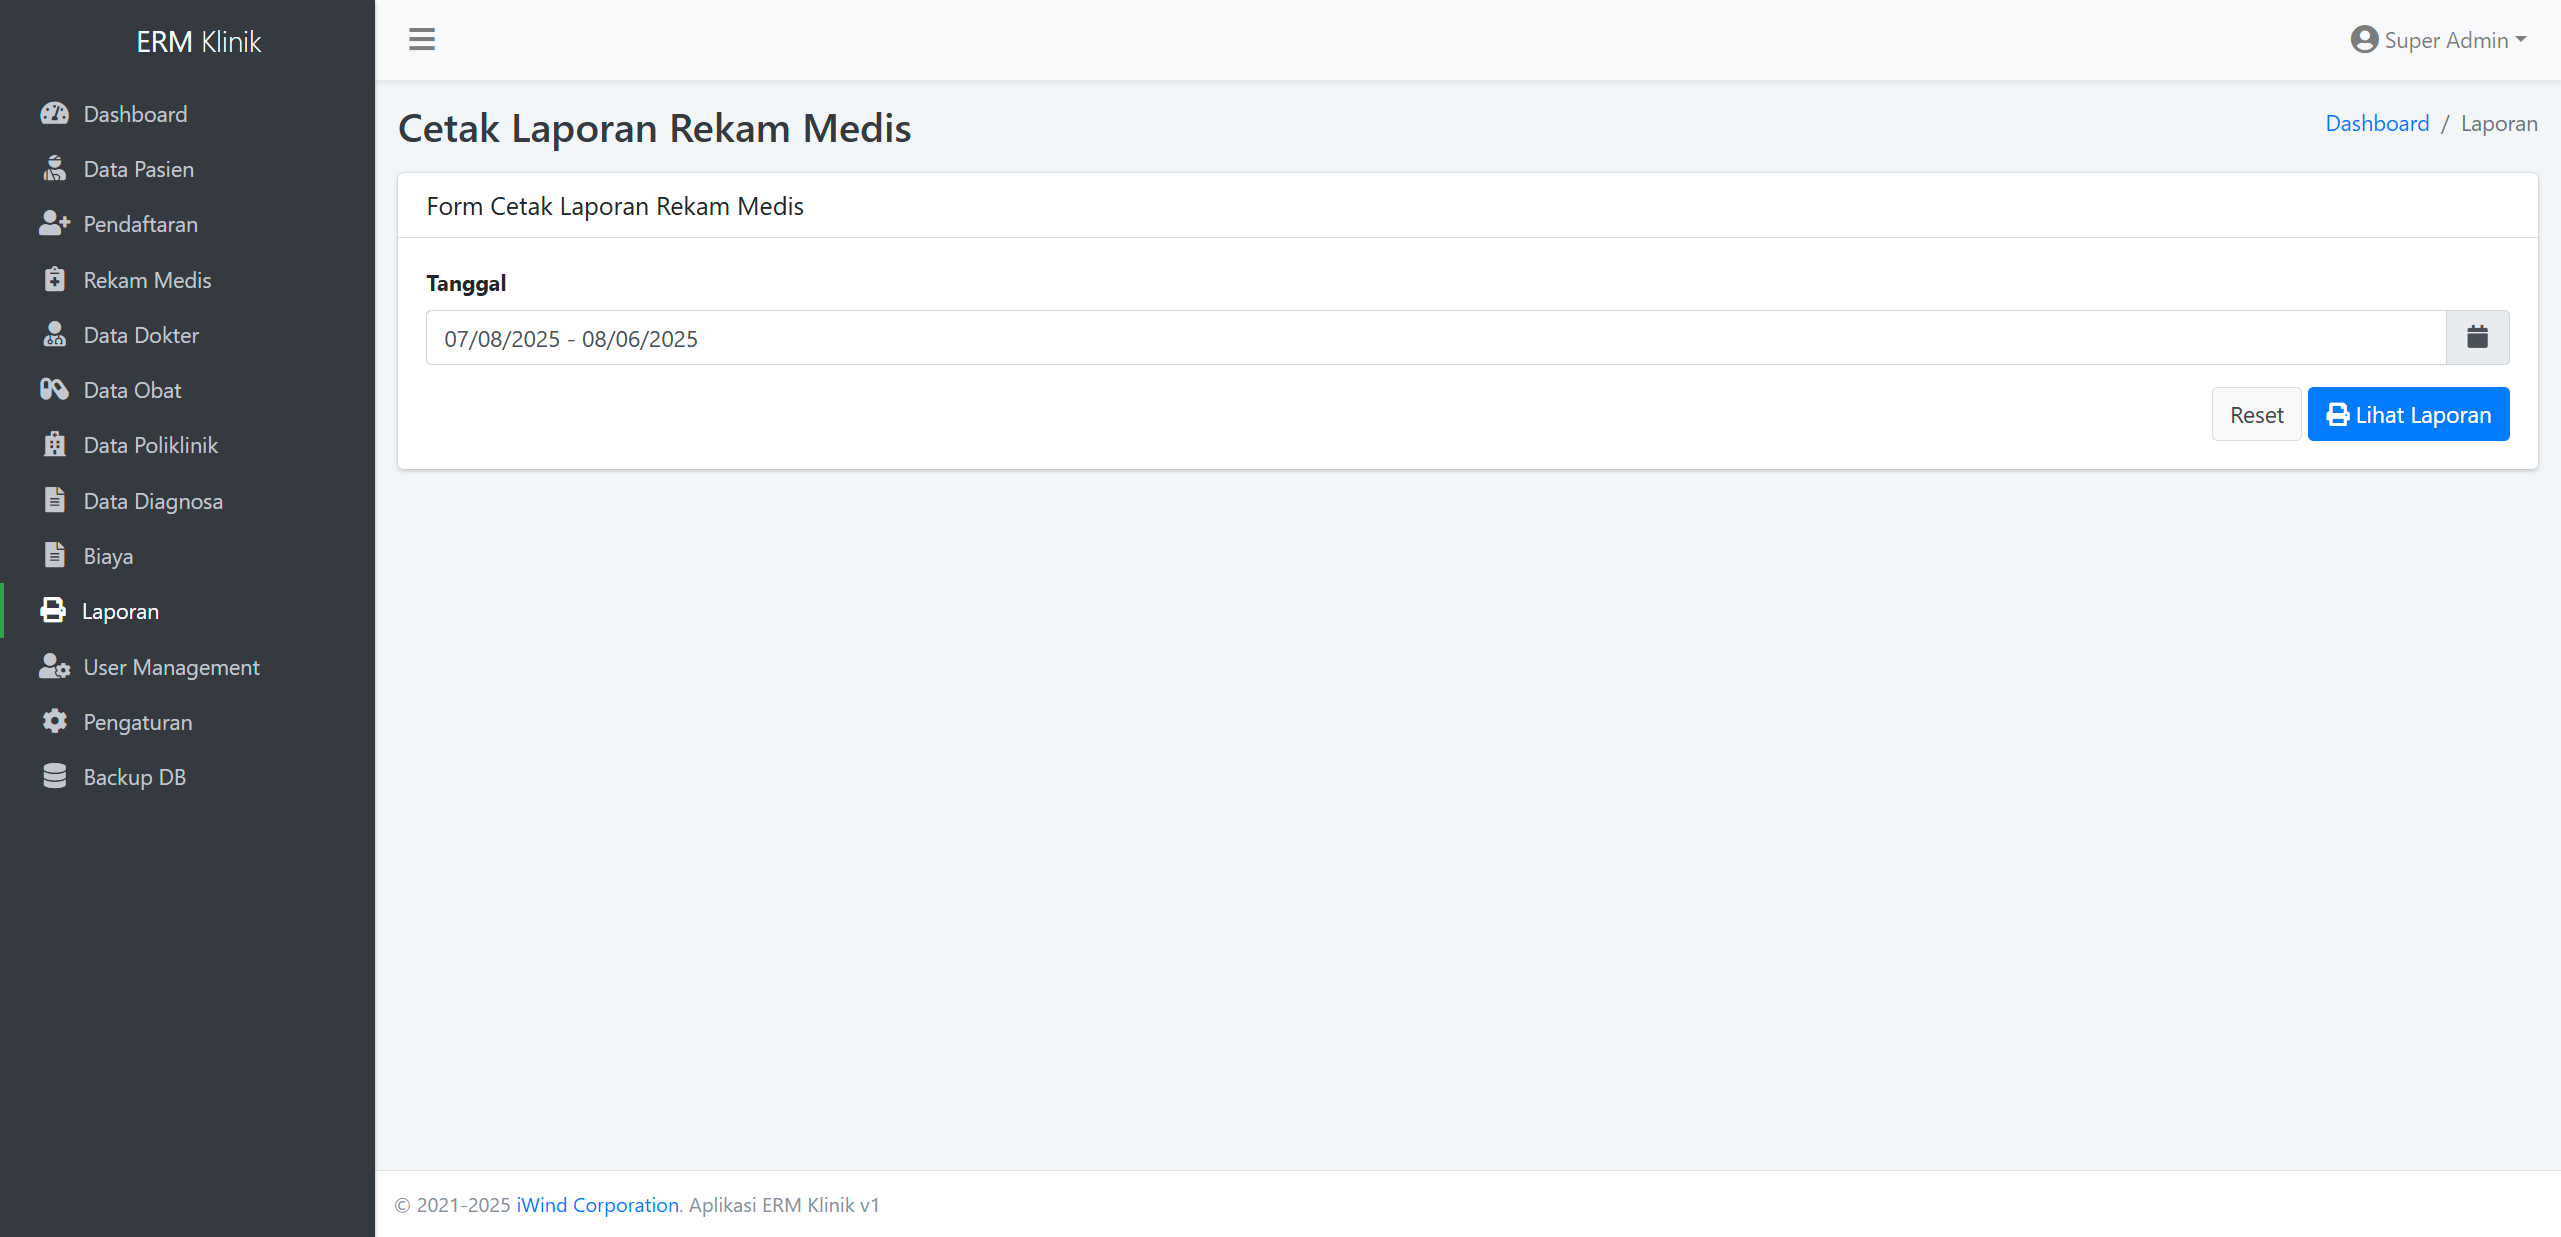 ERM Klinik
Super Admin
Dashboard
Data Pasien
Pendaftaran
Rekam Medis
Data Dokter
Data Obat
Data Poliklinik
Data Diagnosa
Biaya
Laporan
User Management
Pengaturan
Backup DB
Cetak Laporan Rekam Medis
Dashboard / Laporan
Form Cetak Laporan Rekam Medis
Tanggal
07/08/2025 - 08/06/2025
Reset
Lihat Laporan
© 2021-2025 iWind Corporation. Aplikasi ERM Klinik v1